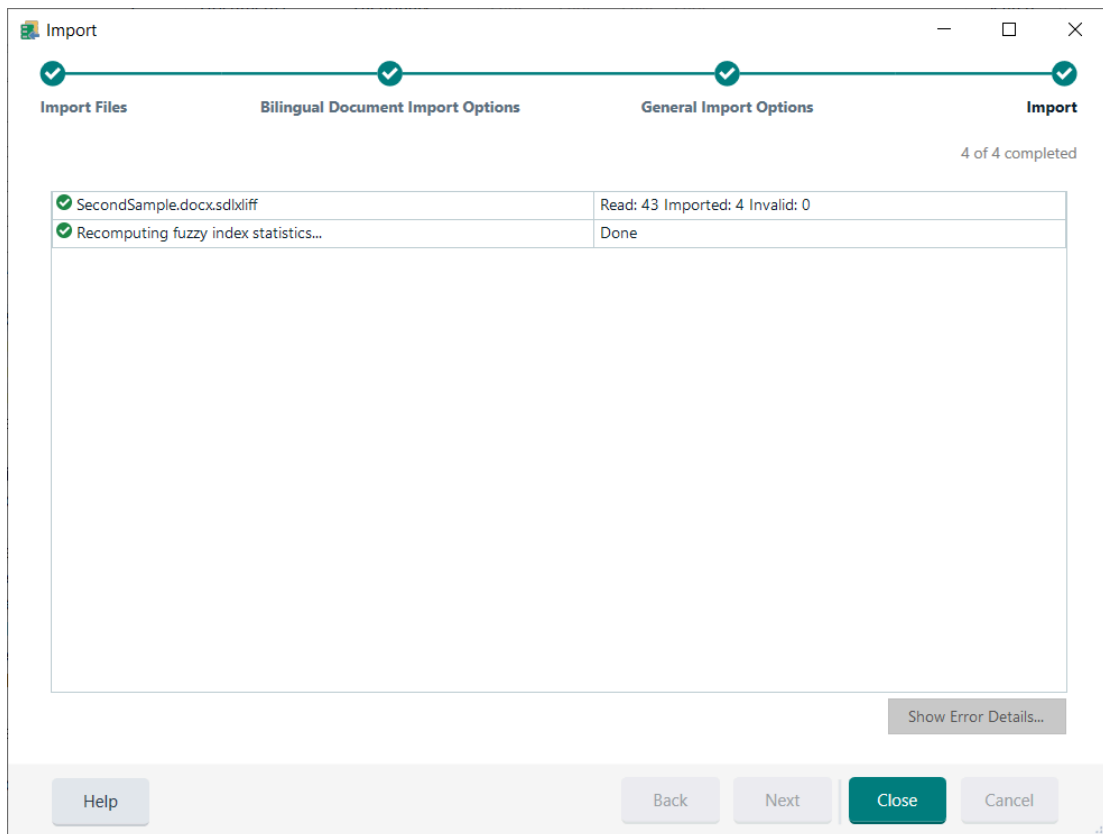 Import
Import Files
Bilingual Document Import Options
General Import Options
Import
4 of 4 completed
SecondSample.docx.sdlxliff
Read: 43 Imported: 4 Invalid: 0
Recomputing fuzzy index statistics...
Done
Show Error Details...
Help
Back
Next
Close
Cancel